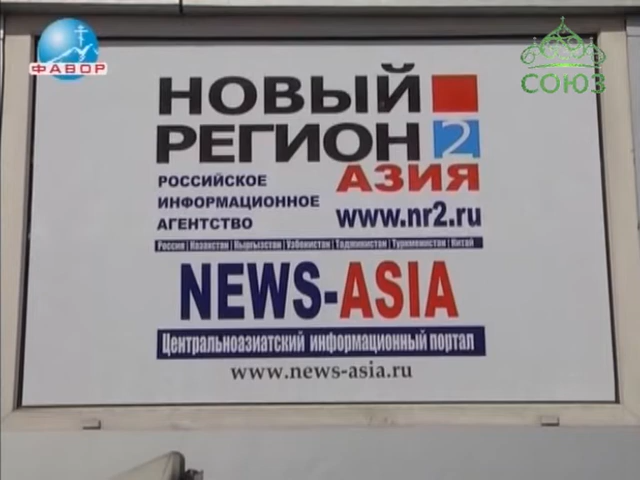 ФАВОР
СОЮЗ
НОВЫЙ
РЕГИОН 2
АЗИЯ
РОССИЙСКОЕ
ИНФОРМАЦИОННОЕ
АГЕНТСТВО
www.nr2.ru
Россия | Казахстан | Кыргызстан | Узбекистан | Таджикистан | Туркменистан | Китай
NEWS-ASIA
Центральноазиатский информационный портал
www.news-asia.ru